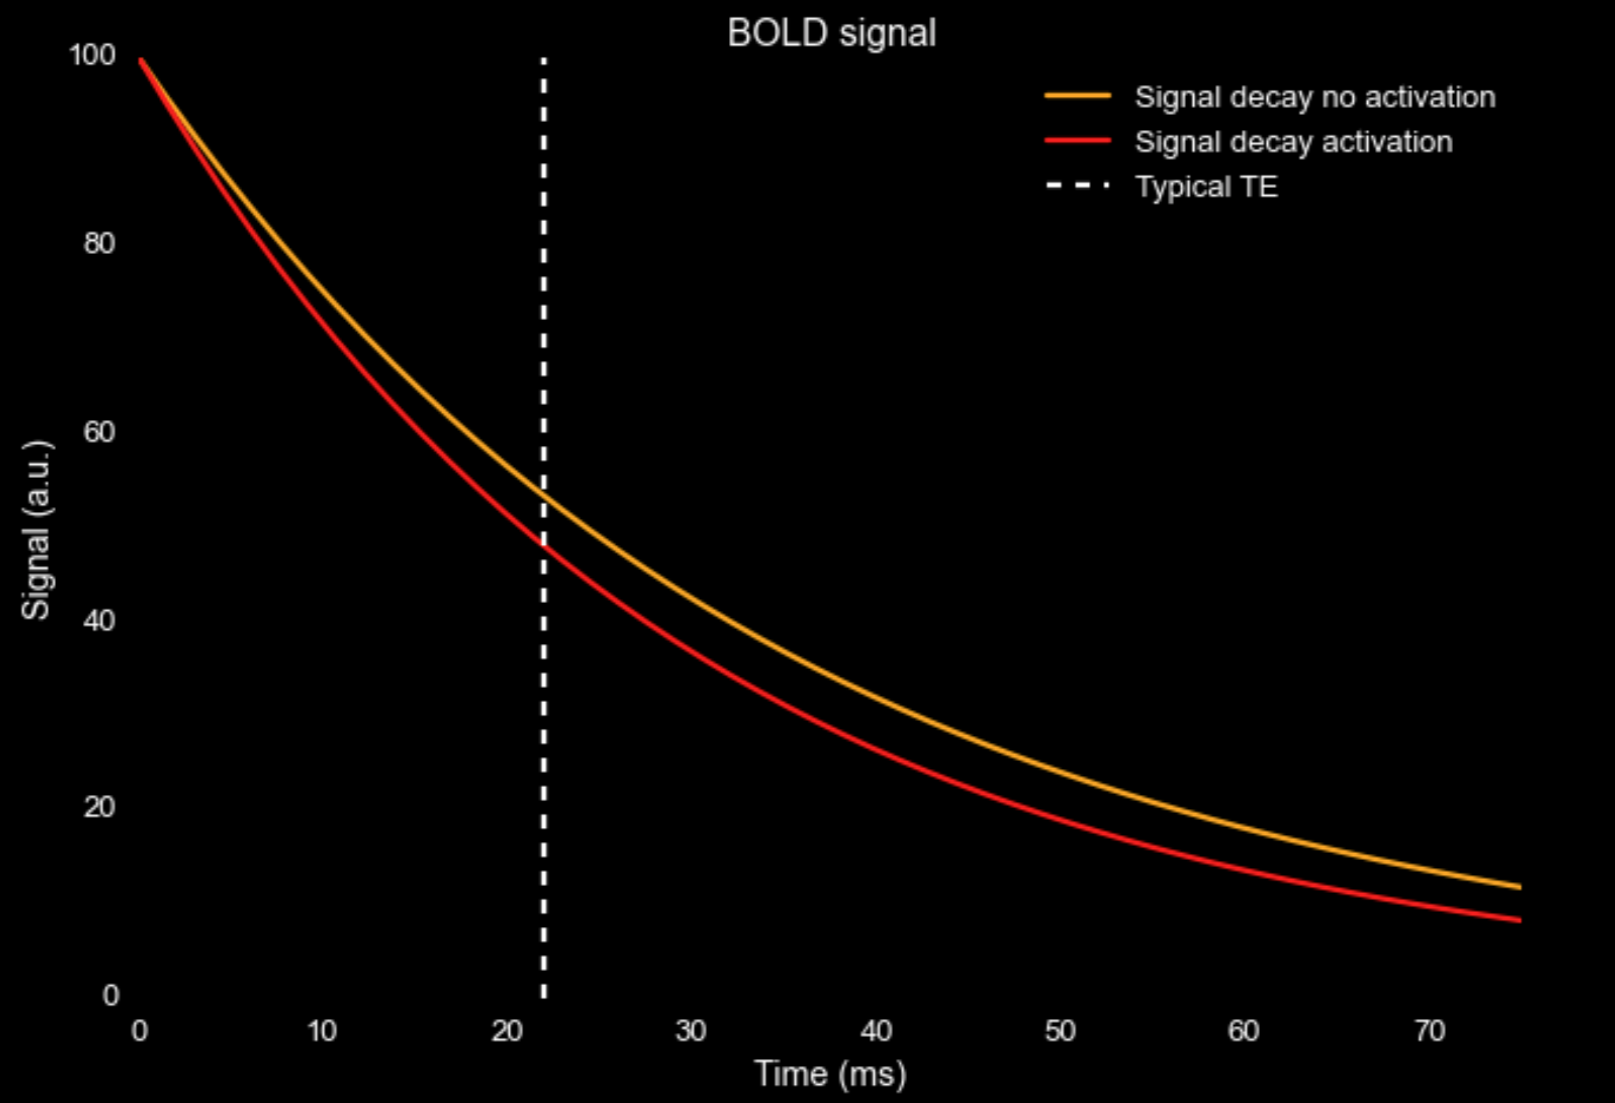 BOLD signal
Signal decay no activation
Signal decay activation
Typical TE
100
80
60
40
20
0
Signal (a.u.)
0 10 20 30 40 50 60 70
Time (ms)